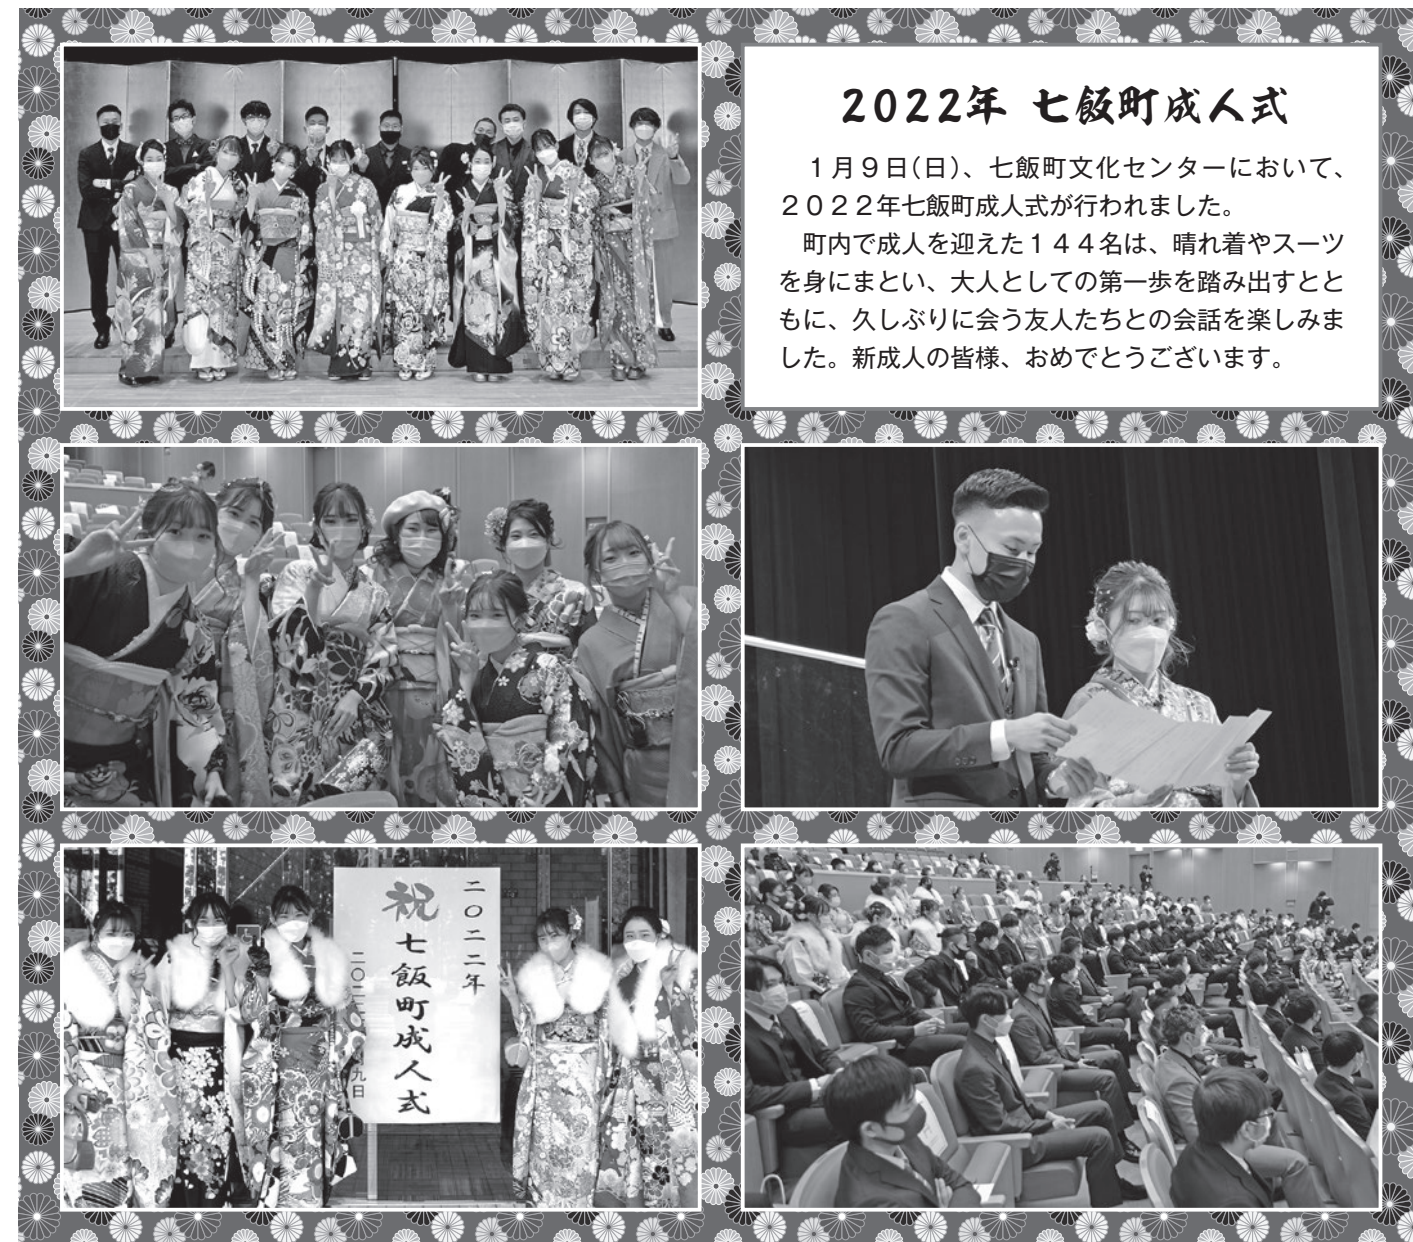 2022年 七飯町成人式
　１月９日（日）、七飯町文化センターにおいて、
２０２２年七飯町成人式が行われました。
　町内で成人を迎えた１４４名は、晴れ着やスーツ
を身にまとい、大人としての第一歩を踏み出すとと
もに、久しぶりに会う友人たちとの会話を楽しみま
した。新成人の皆様、おめでとうございます。
二〇二二年
祝七飯町成人式